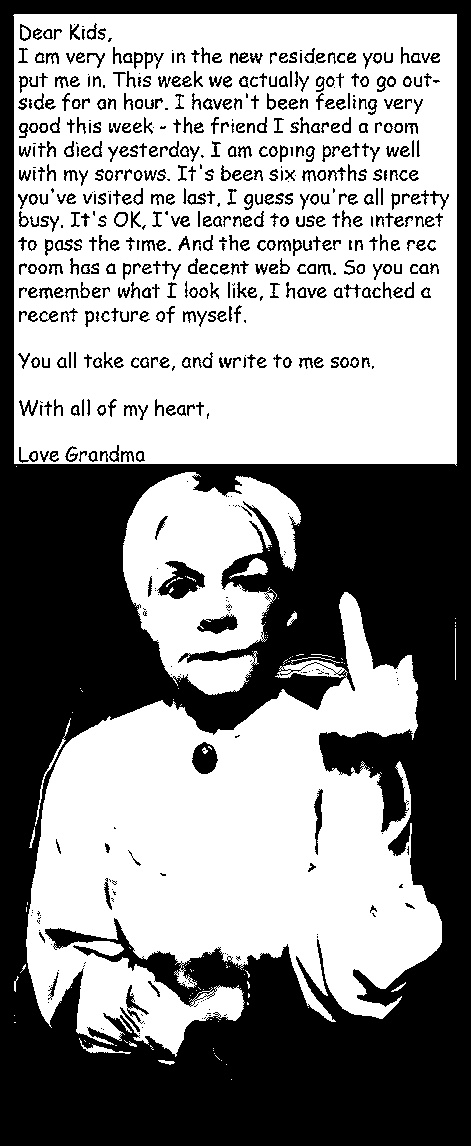 Dear Kids,
I am very happy in the new residence you have
put me in. This week we actually got to go out-
side for an hour. I haven't been feeling very
good this week - the friend I shared a room
with died yesterday. I am coping pretty well
with my sorrows. It's been six months since
you've visited me last, I guess you're all pretty
busy. It's OK, I've learned to use the internet
to pass the time. And the computer in the rec
room has a pretty decent web cam. So you can
remember what I look like, I have attached a
recent picture of myself.
You all take care, and write to me soon.
With all of my heart,
Love Grandma